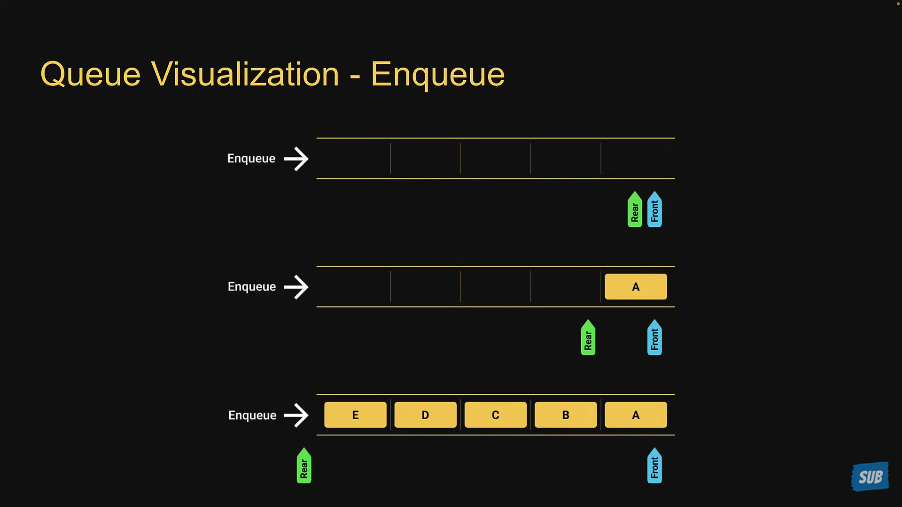 Queue Visualization - Enqueue
Enqueue
Rear Front
Enqueue A
Rear Front
Enqueue E D C B A
Rear Front
SUB